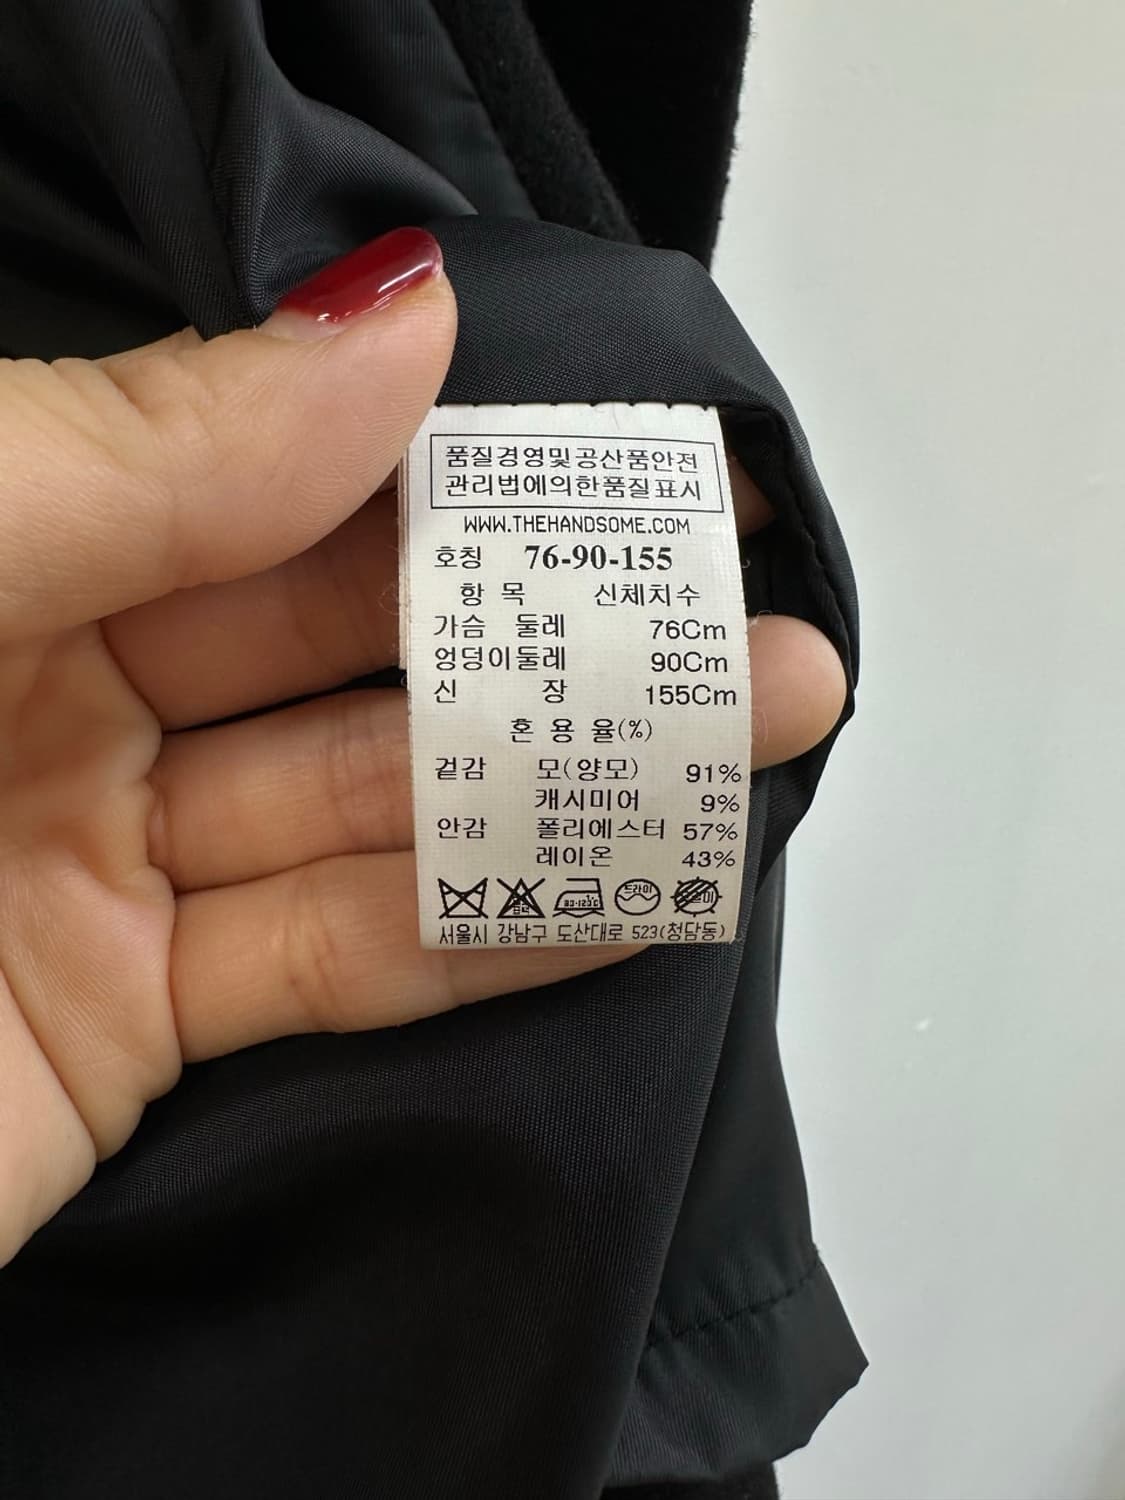 품질경영및공산품안전
관리법에의한품질표시
WWW.THEHANDSOME.COM
호칭 76-90-155
항 목 신체치수
가슴 둘레 76Cm
엉덩이둘레 90Cm
신 장 155Cm
혼 용 율(%)
겉감 모(양모) 91%
캐시미어 9%
안감 폴리에스터 57%
레이온 43%
드라이
서울시 강남구 도산대로 523(청담동)